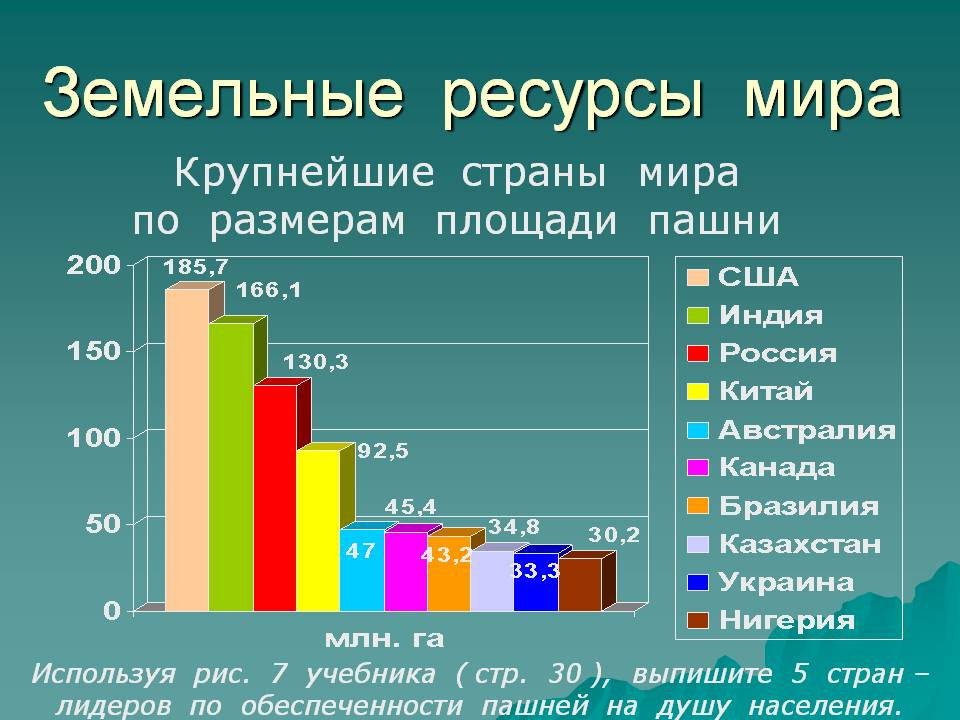 Земельные ресурсы мира
Крупнейшие страны мира
по размерам площади пашни
200
150
100
50
0
185,7
166,1
130,3
92,5
47
45,4
43,2
34,8
33,3
30,2
млн. га
США
Индия
Россия
Китай
Австралия
Канада
Бразилия
Казахстан
Украина
Нигерия
Используя рис. 7 учебника ( стр. 30 ), выпишите 5 стран –
лидеров по обеспеченности пашней на душу населения.